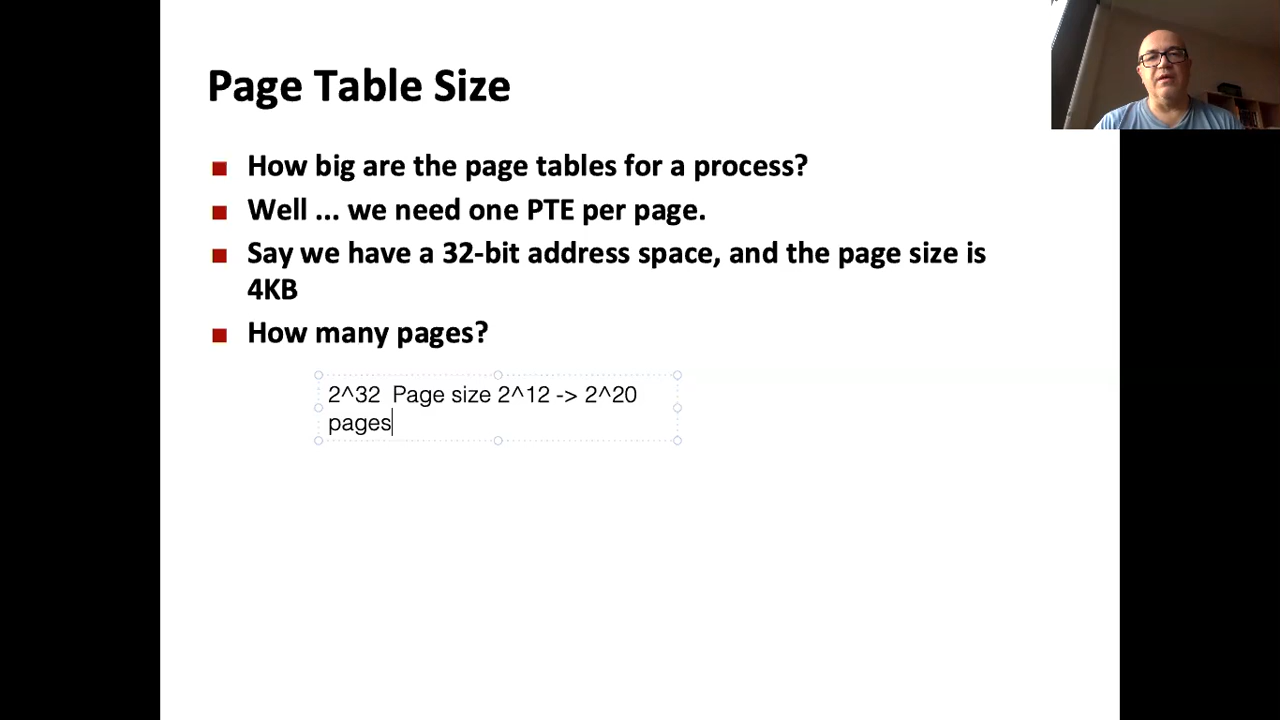 Page Table Size
How big are the page tables for a process?
Well ... we need one PTE per page.
Say we have a 32-bit address space, and the page size is
4KB
How many pages?
2^32  Page size 2^12 -> 2^20
pages